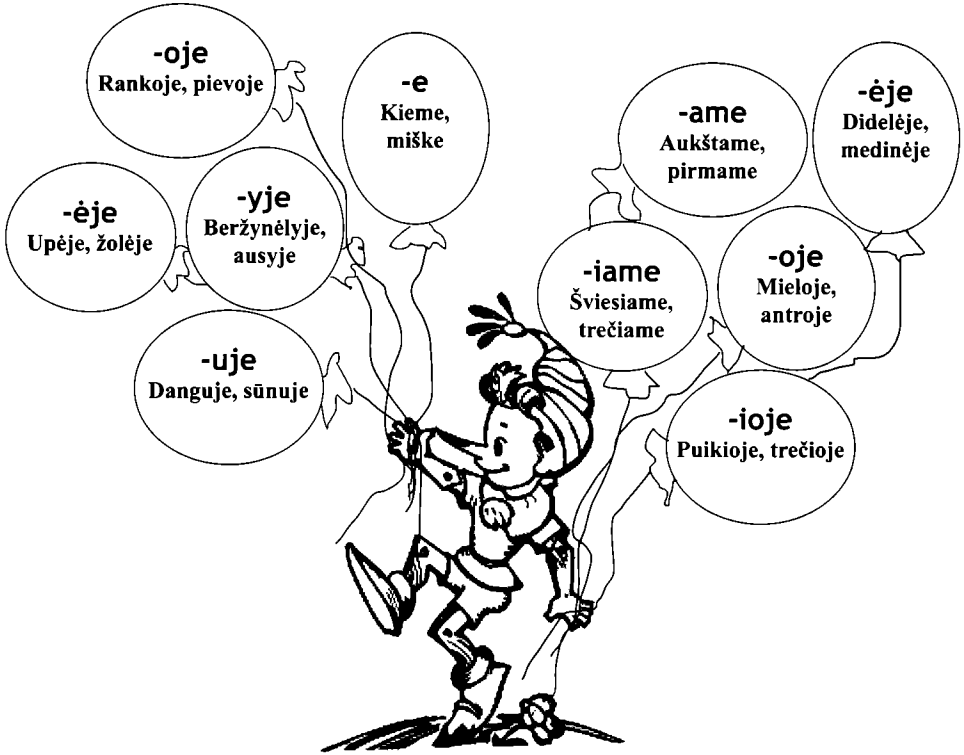 -oje
Rankoje, pievoje
-e
Kieme,
miške
-ėje
Upėje, žolėje
-yje
Beržynėlyje,
ausyje
-uje
Danguje, sūnuje
-ame
Aukštame,
pirmame
-ėje
Didelėje,
medinėje
-iame
Šviesiame,
trečiame
-oje
Mieloje,
antroje
-ioje
Puikioje, trečioje